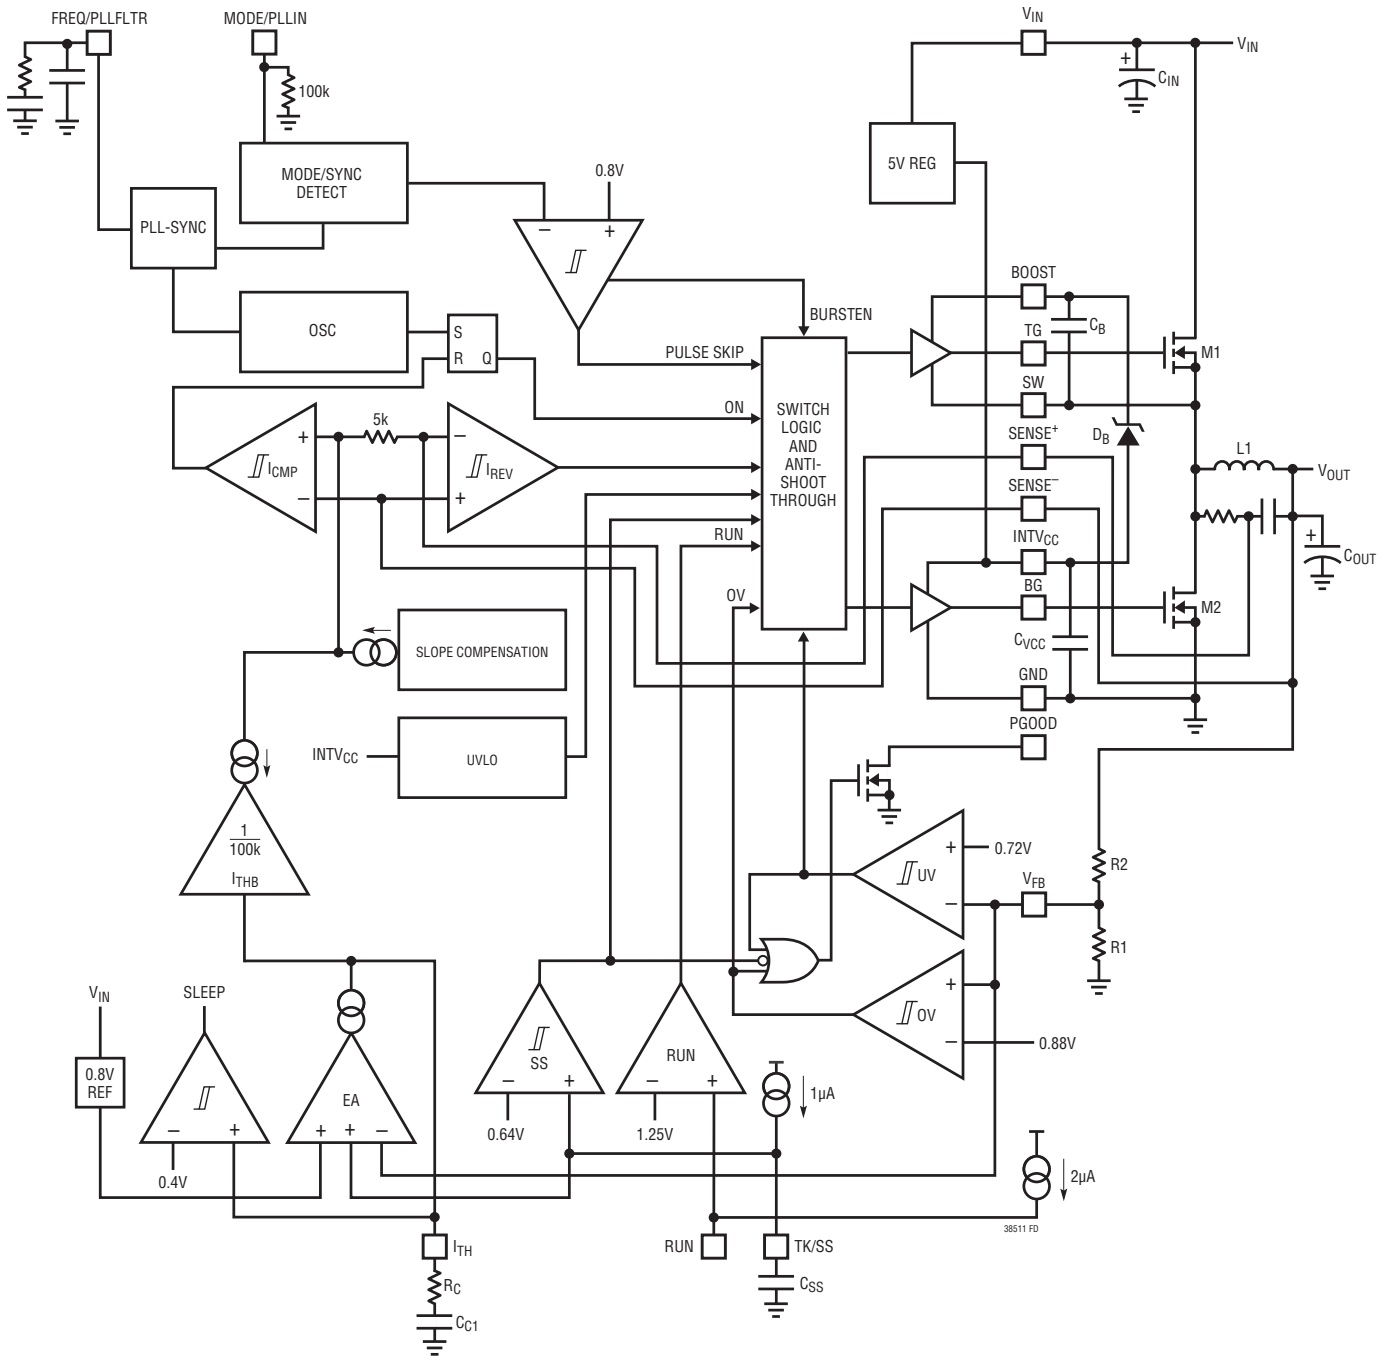 FREQ/PLLFLTR
MODE/PLLIN
VIN
VIN
+
CIN
100k
5V REG
MODE/SYNC
DETECT
0.8V
PLL-SYNC
−
+
BOOST
CB
BURSTEN
OSC
S
R Q
PULSE SKIP
TG
M1
SW
ON
SWITCH
LOGIC
AND
ANTI-
SHOOT
THROUGH
5k
+
−
ICMP
−
+
IREV
SENSE+
DB
L1
VOUT
SENSE−
RUN
INTVCC
+
COUT
BG
OV
M2
CVCC
SLOPE COMPENSATION
GND
PGOOD
INTVCC
UVLO
1
100k
ITHB
+
0.72V
UV
−
VFB
R2
R1
+
OV
−
0.88V
VIN
SLEEP
0.8V
REF
−
+
0.4V
EA
+
+
−
SS
−
+
0.64V
RUN
−
+
1.25V
1µA
2µA
38511 FD
ITH
RUN
TK/SS
RC
CSS
CC1